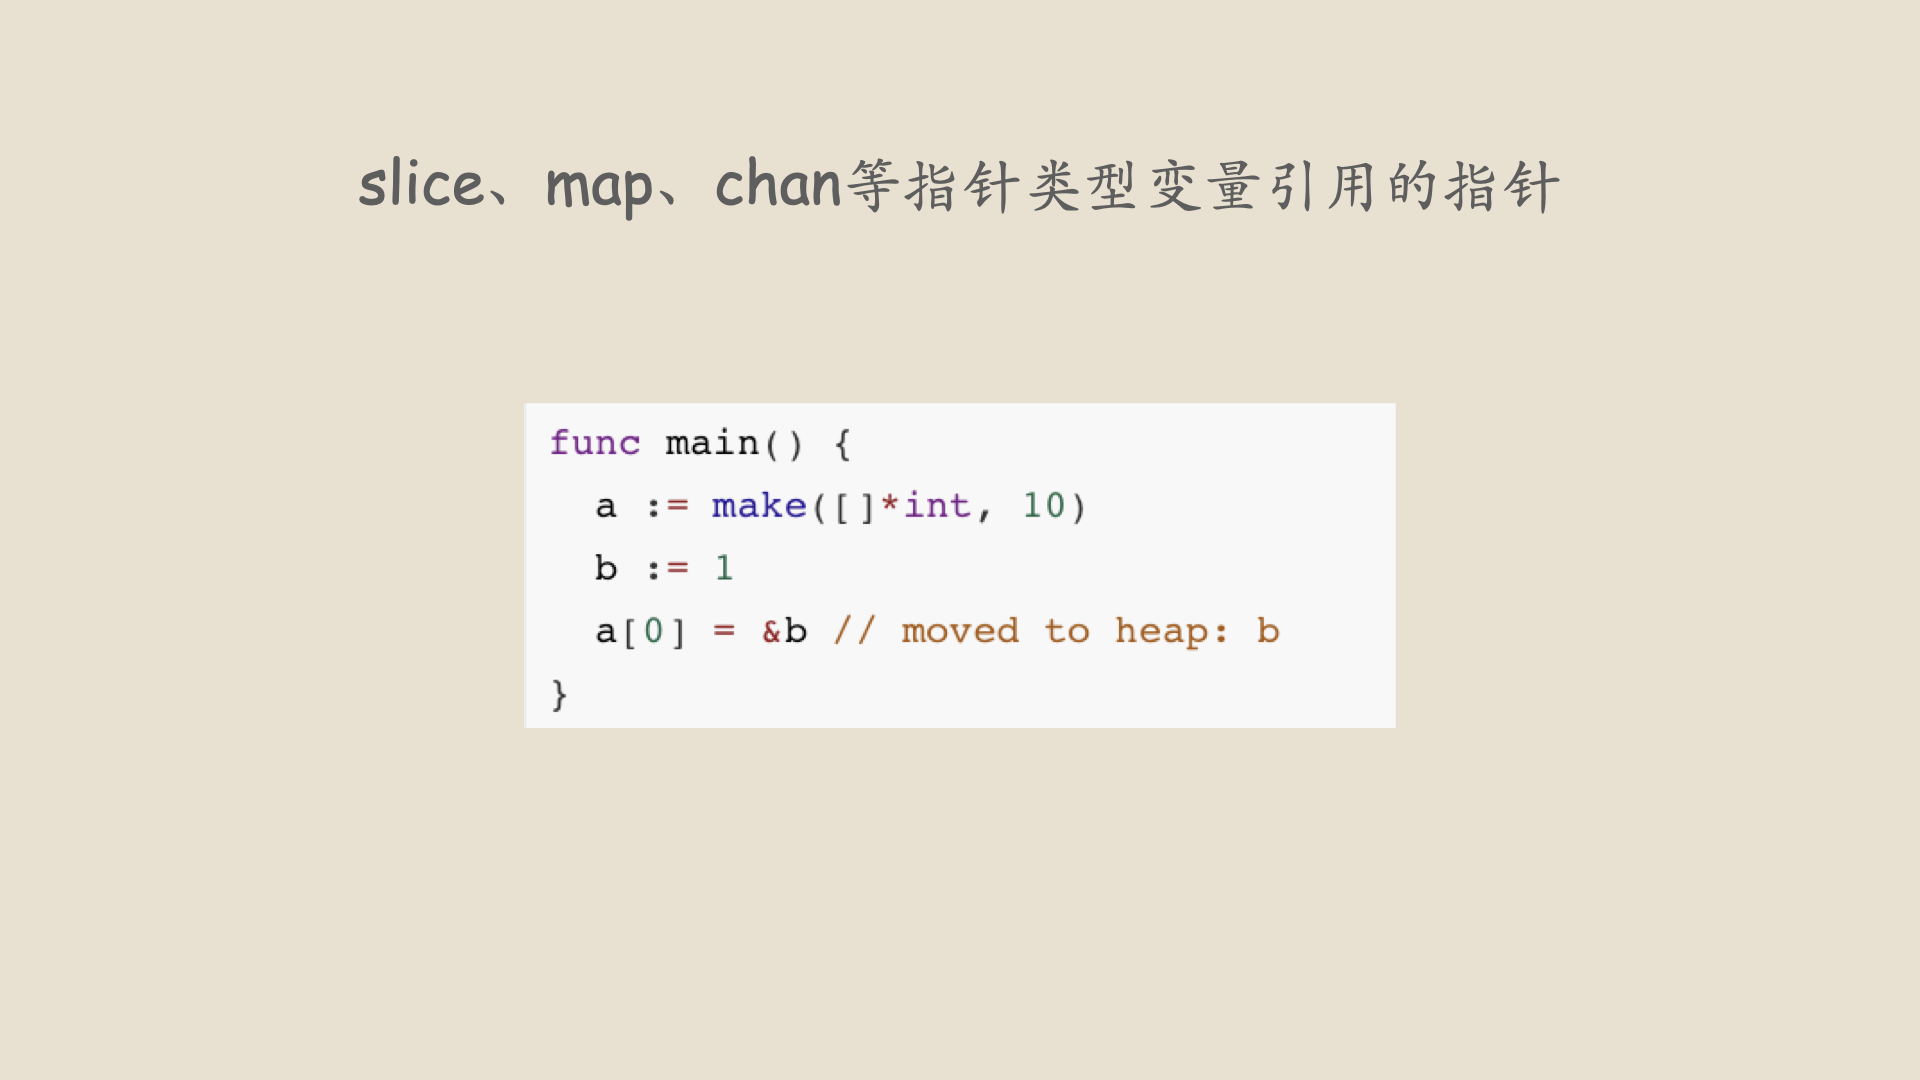 slice、map、chan等指针类型变量引用的指针
func main() {
  a := make([]*int, 10)
  b := 1
  a[0] = &b // moved to heap: b
}